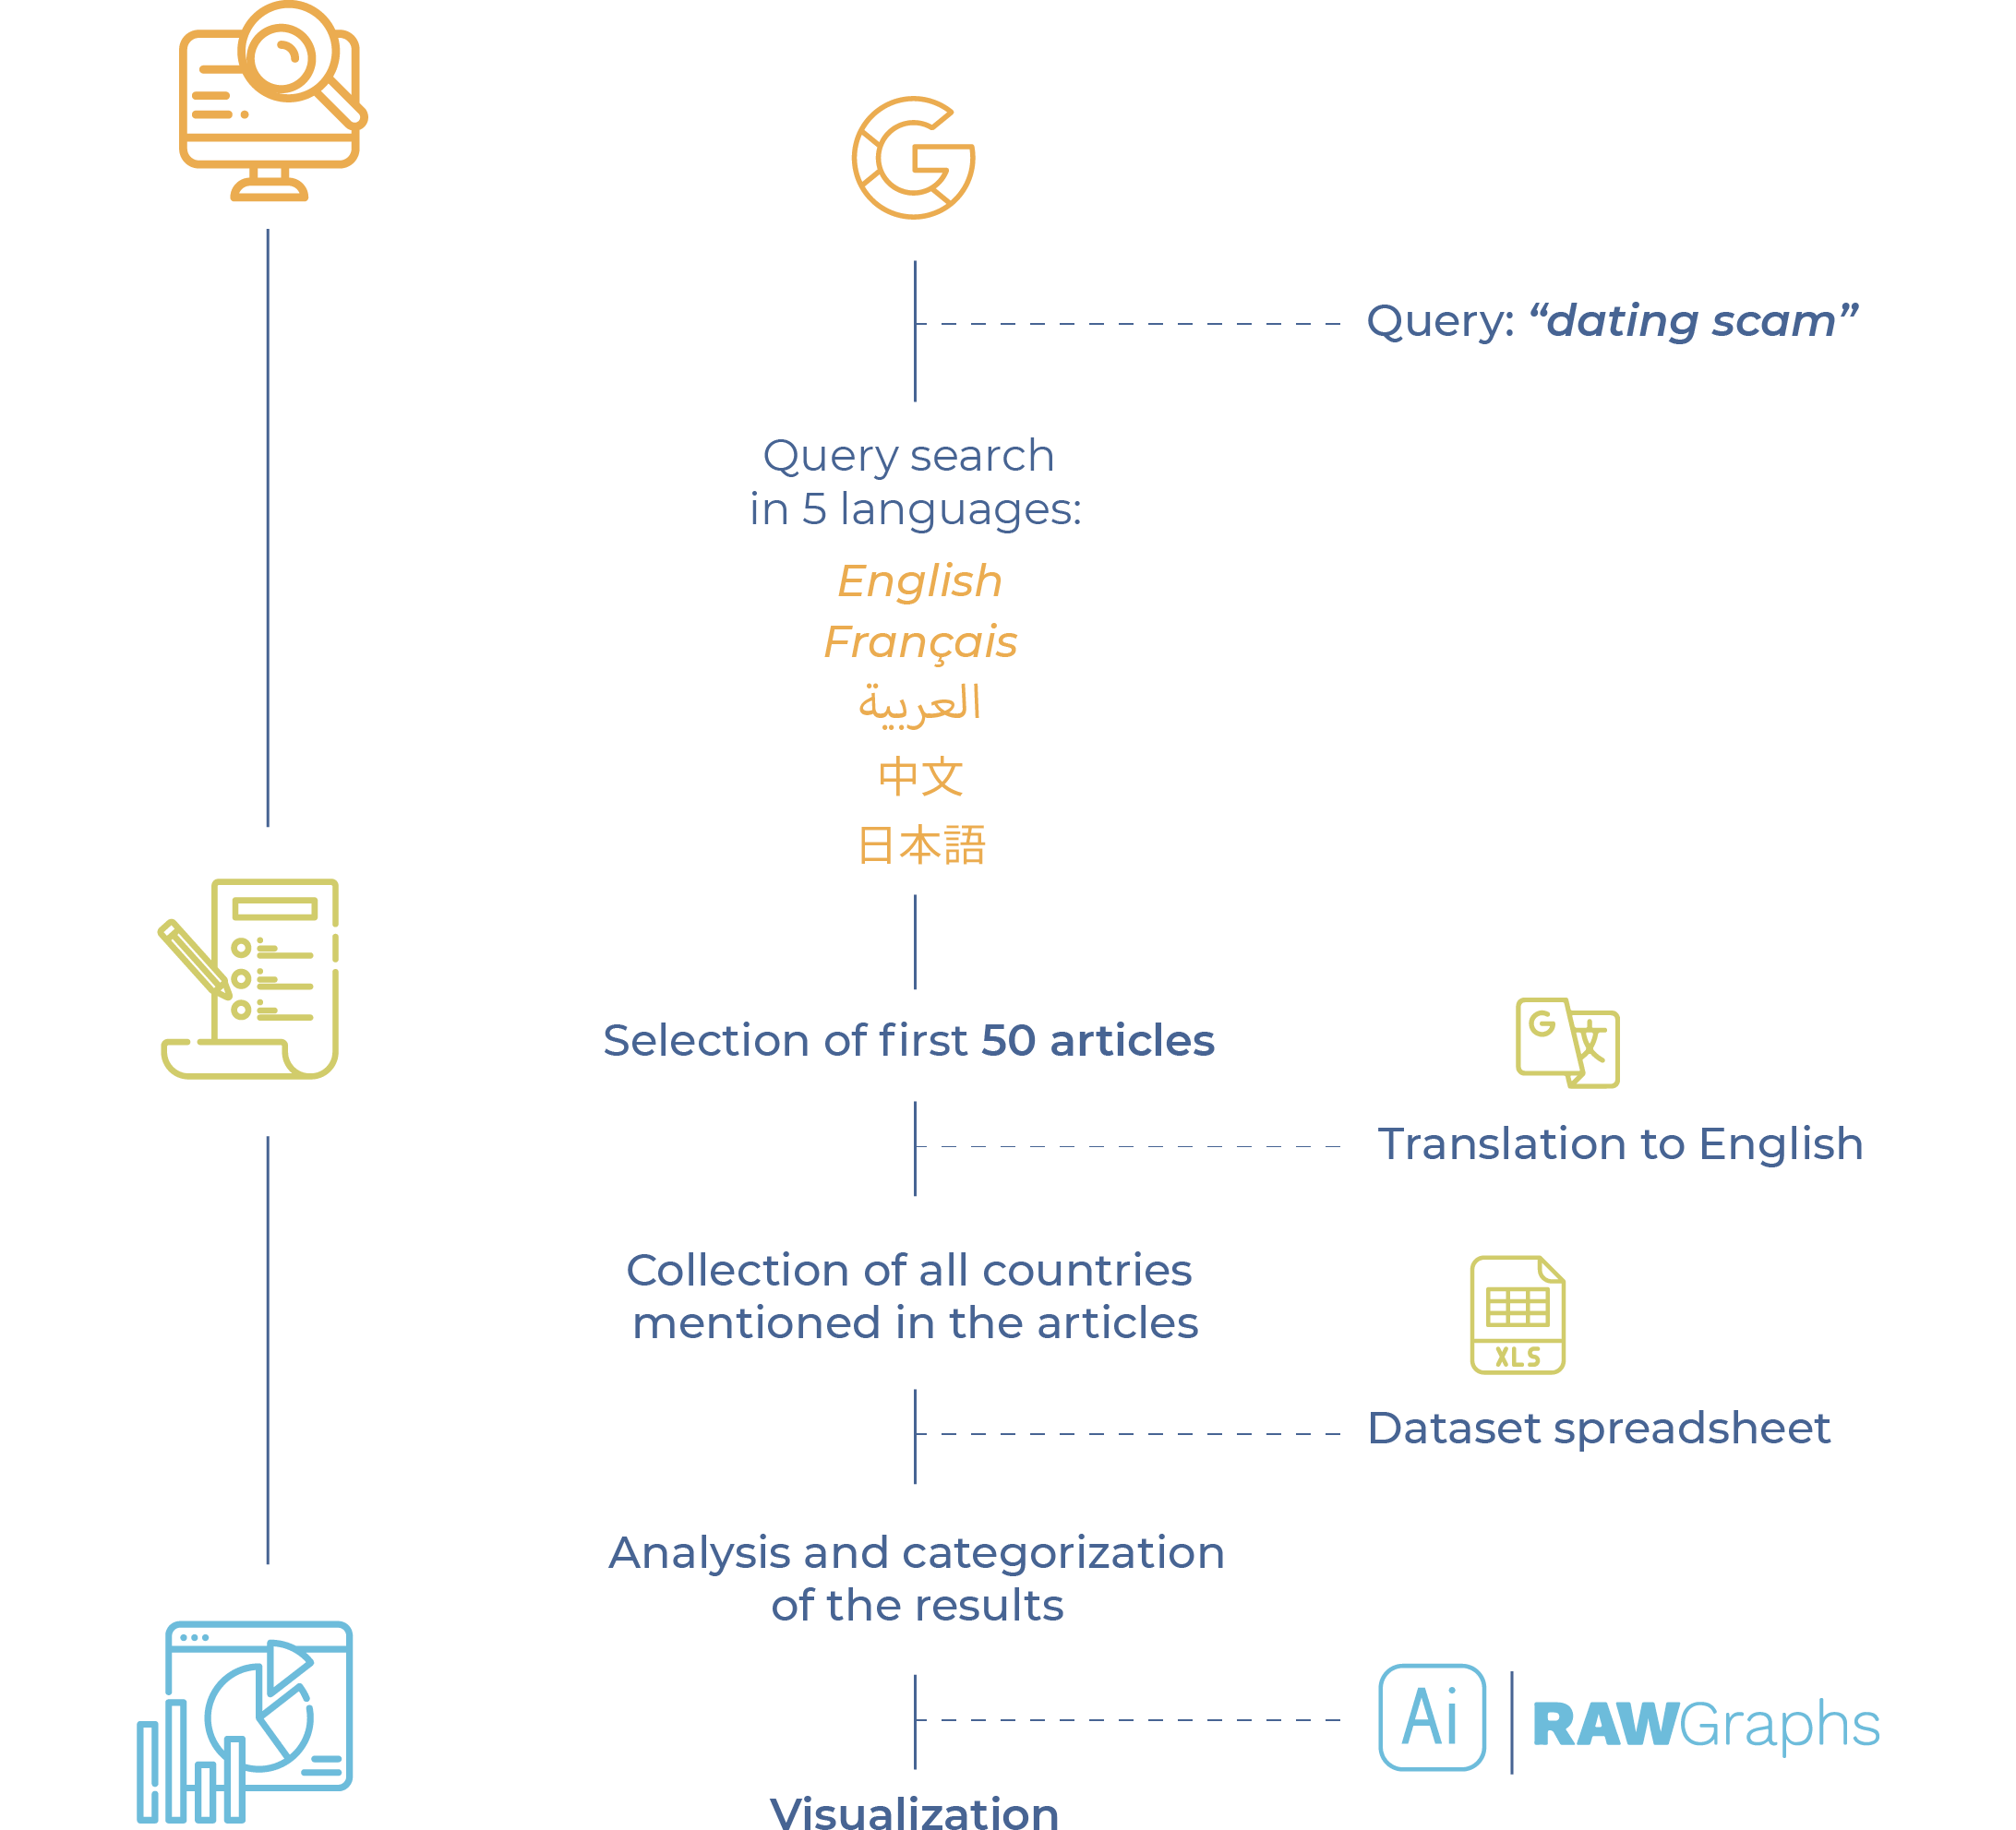 Query: “dating scam”
Query search
in 5 languages:
English
Français
العربية
中文
日本語
Selection of first 50 articles
Translation to English
Collection of all countries
mentioned in the articles
XLS
Dataset spreadsheet
Analysis and categorization
of the results
Ai
RAWGraphs
Visualization